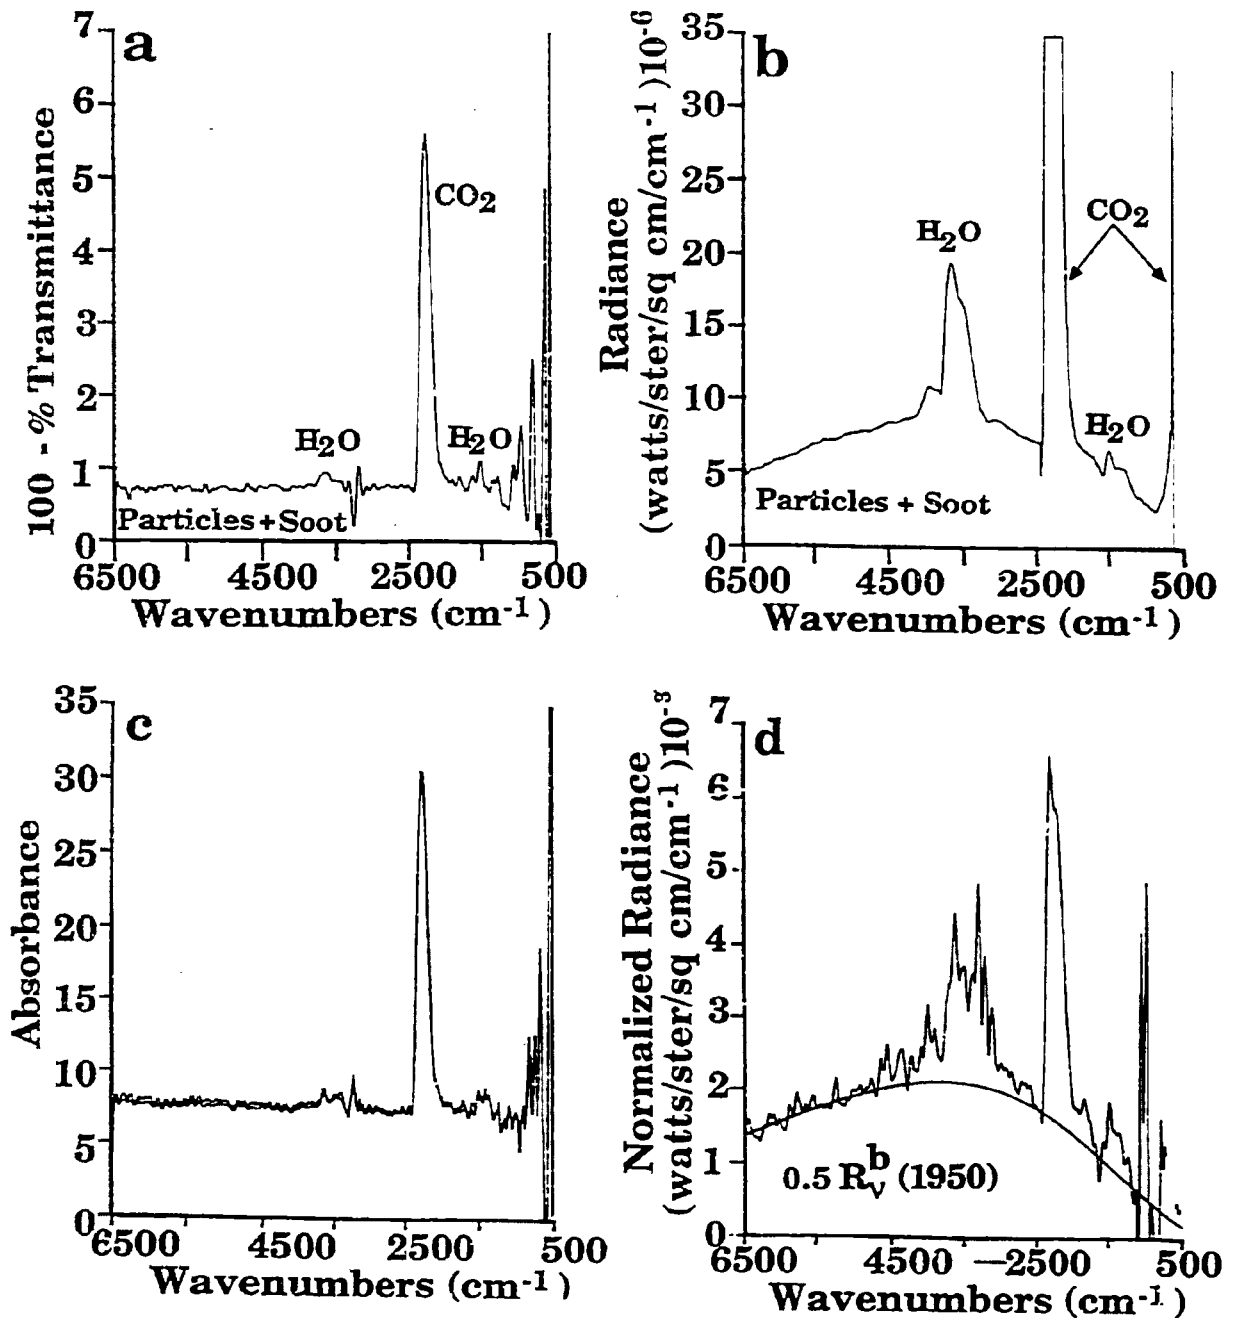 a
7
6
5
4
3
2
1
0
100 - % Transmittance
CO2
H2O
H2O
Particles+Soot
6500 4500 2500 500
Wavenumbers (cm-1)
b
35
30
25
20
15
10
5
0
Radiance
(watts/ster/sq cm/cm-1)10-6
H2O
CO2
H2O
Particles + Soot
6500 4500 2500 500
Wavenumbers (cm-1)
c
35
30
25
20
15
10
5
0
Absorbance
6500 4500 2500 500
Wavenumbers (cm-1)
d
7
6
5
4
3
2
1
0
Normalized Radiance
(watts/ster/sq cm/cm-1)10-3
0.5 Rbν (1950)
6500 4500 2500 500
Wavenumbers (cm-1)